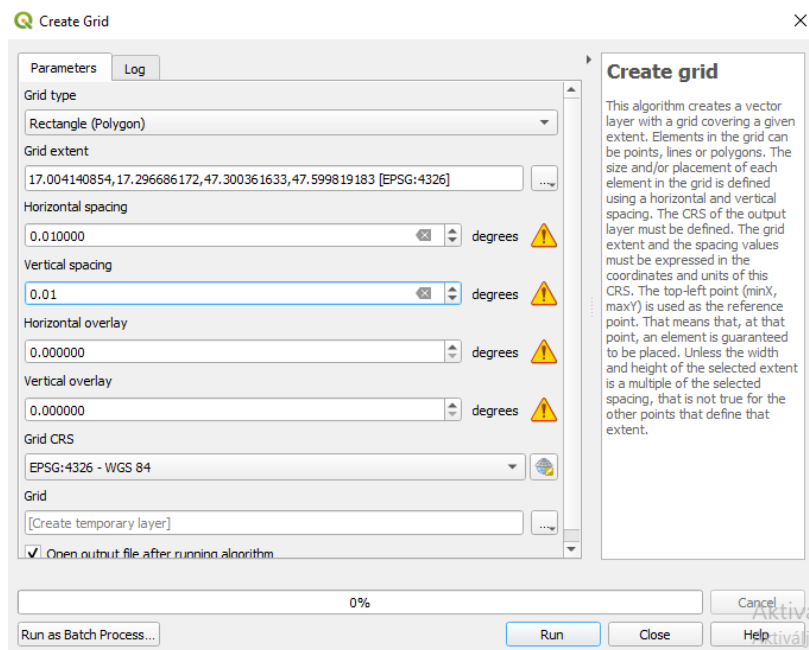 Create Grid
Parameters
Log
Grid type
Rectangle (Polygon)
Grid extent
17.004140854,17.296686172,47.300361633,47.599819183 [EPSG:4326]
...
Horizontal spacing
0.010000
degrees
Vertical spacing
0.01
degrees
Horizontal overlay
0.000000
degrees
Vertical overlay
0.000000
degrees
Grid CRS
EPSG:4326 - WGS 84
Grid
[Create temporary layer]
...
Open output file after running algorithm
Create grid
This algorithm creates a vector
layer with a grid covering a given
extent. Elements in the grid can
be points, lines or polygons. The
size and/or placement of each
element in the grid is defined
using a horizontal and vertical
spacing. The CRS of the output
layer must be defined. The grid
extent and the spacing values
must be expressed in the
coordinates and units of this
CRS. The top-left point (minX,
maxY) is used as the reference
point. That means that, at that
point, an element is guaranteed
to be placed. Unless the width
and height of the selected extent
is a multiple of the selected
spacing, that is not true for the
other points that define that
extent.
0%
Cancel
Run as Batch Process...
Run
Close
Help